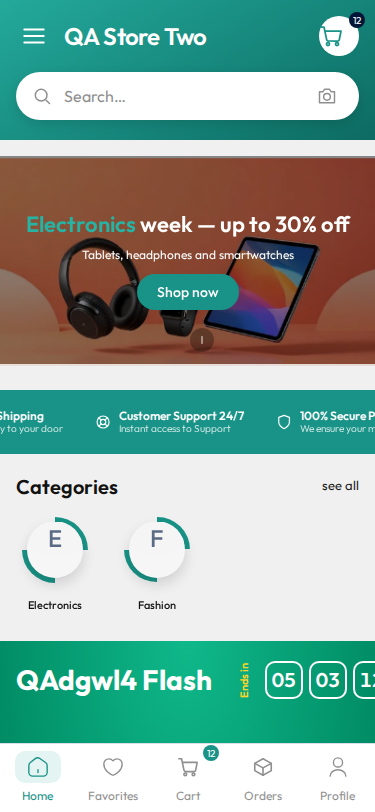 QA Store Two
12
Search...
Electronics week — up to 30% off
Tablets, headphones and smartwatches
Shop now
Shipping
y to your door
Customer Support 24/7
Instant access to Support
100% Secure P
We ensure your m
Categories
see all
E
F
Electronics
Fashion
QAdgwl4 Flash
Ends in
05
03
12
Home
Favorites
12
Cart
Orders
Profile